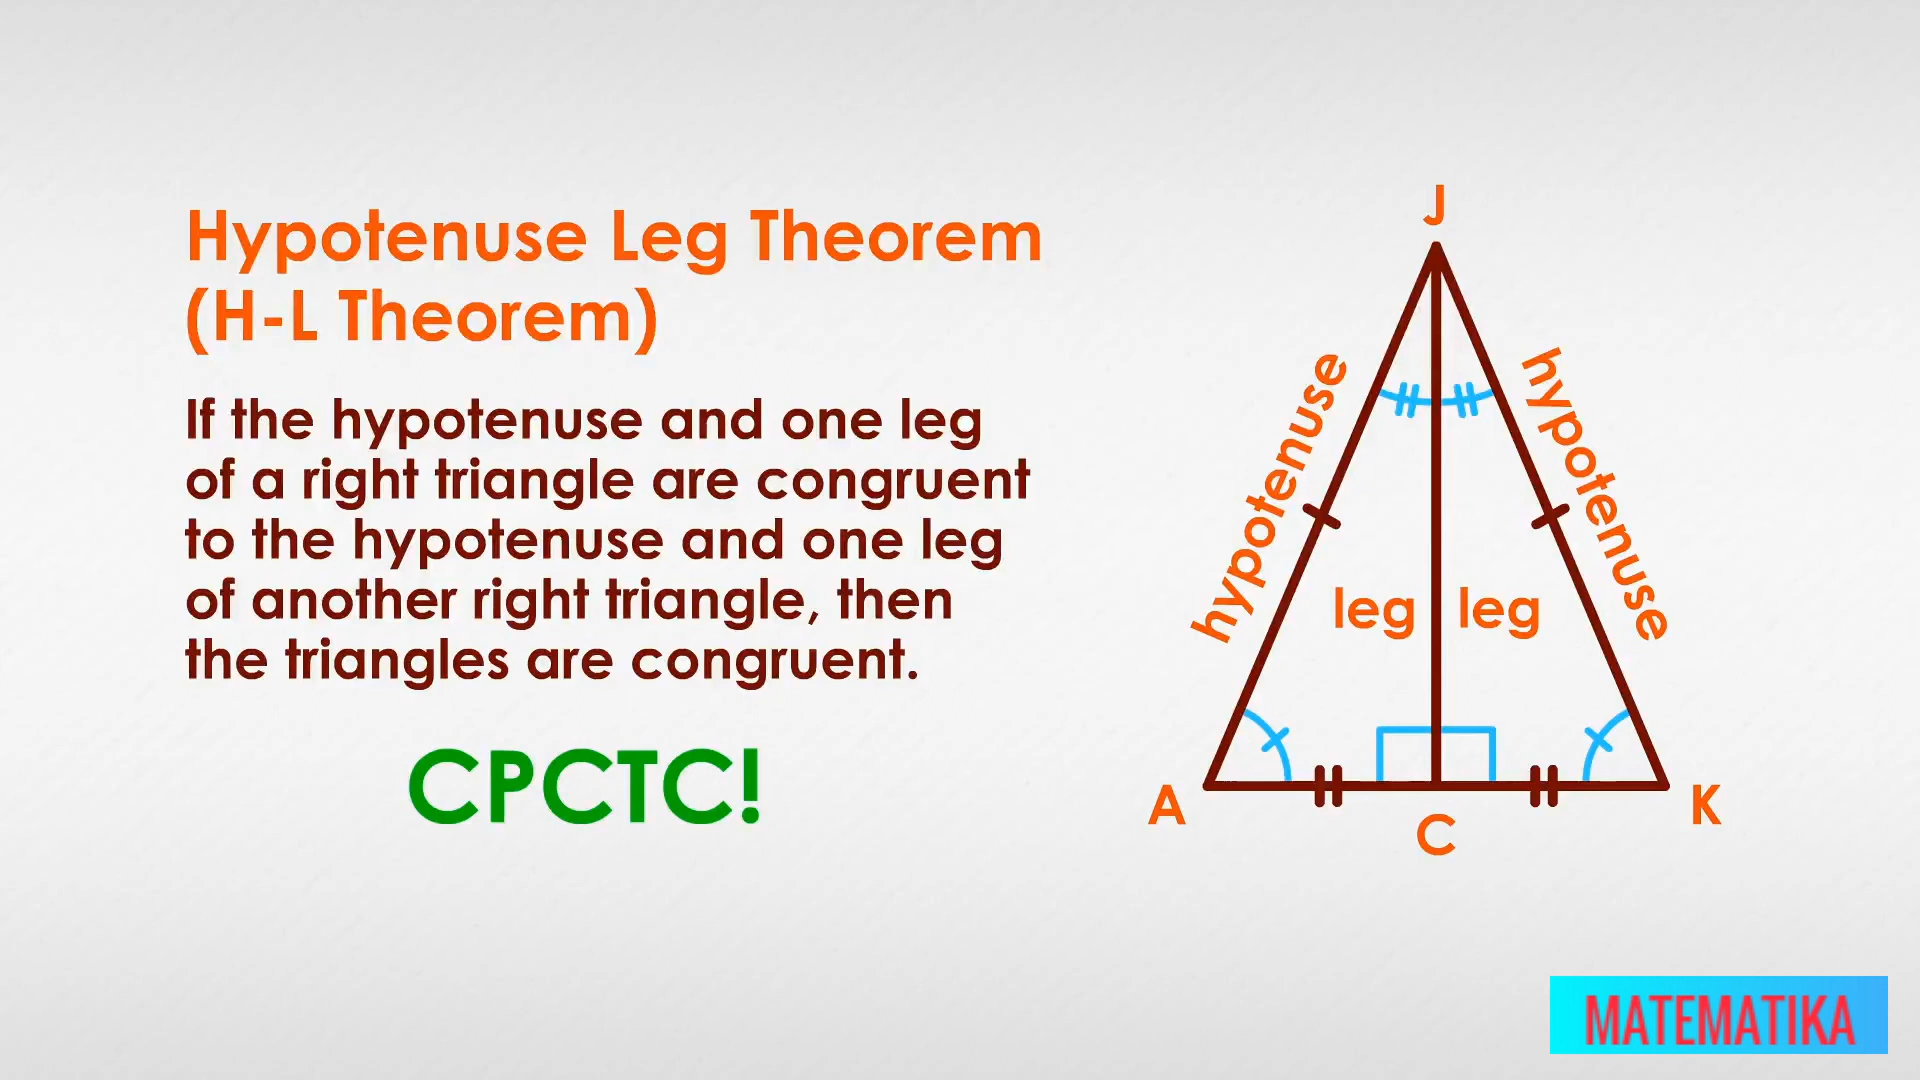 Hypotenuse Leg Theorem
(H-L Theorem)
If the hypotenuse and one leg
of a right triangle are congruent
to the hypotenuse and one leg
of another right triangle, then
the triangles are congruent.
CPCTC!
J
hypotenuse
hypotenuse
leg
leg
A
C
K
MATEMATIKA